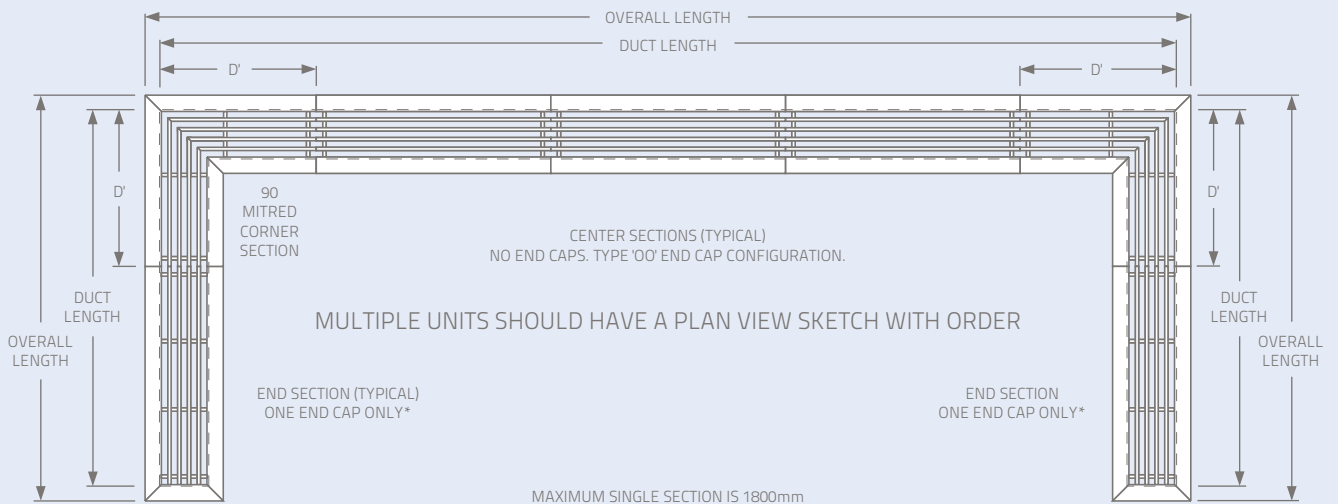 OVERALL LENGTH
DUCT LENGTH
D'
D'
D'
D'
90
MITRED
CORNER
SECTION
CENTER SECTIONS (TYPICAL)
NO END CAPS. TYPE 'OO' END CAP CONFIGURATION.
DUCT
LENGTH
OVERALL
LENGTH
MULTIPLE UNITS SHOULD HAVE A PLAN VIEW SKETCH WITH ORDER
DUCT
LENGTH
OVERALL
LENGTH
END SECTION (TYPICAL)
ONE END CAP ONLY*
END SECTION
ONE END CAP ONLY*
MAXIMUM SINGLE SECTION IS 1800mm